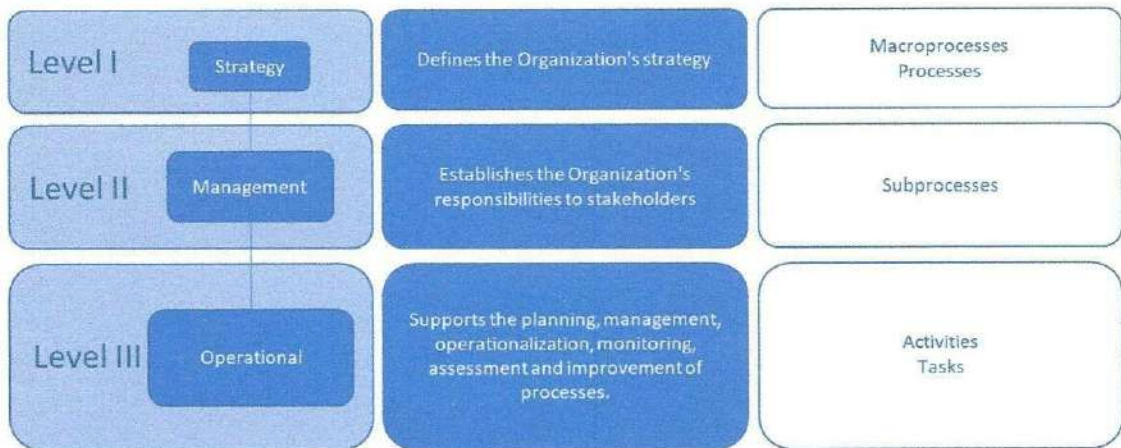 Level I
Strategy
Defines the Organization's strategy
Macroprocesses
Processes
Level II
Management
Establishes the Organization's
responsibilities to stakeholders
Subprocesses
Level III
Operational
Supports the planning, management,
operationalization, monitoring,
assessment and improvement of
processes.
Activities
Tasks